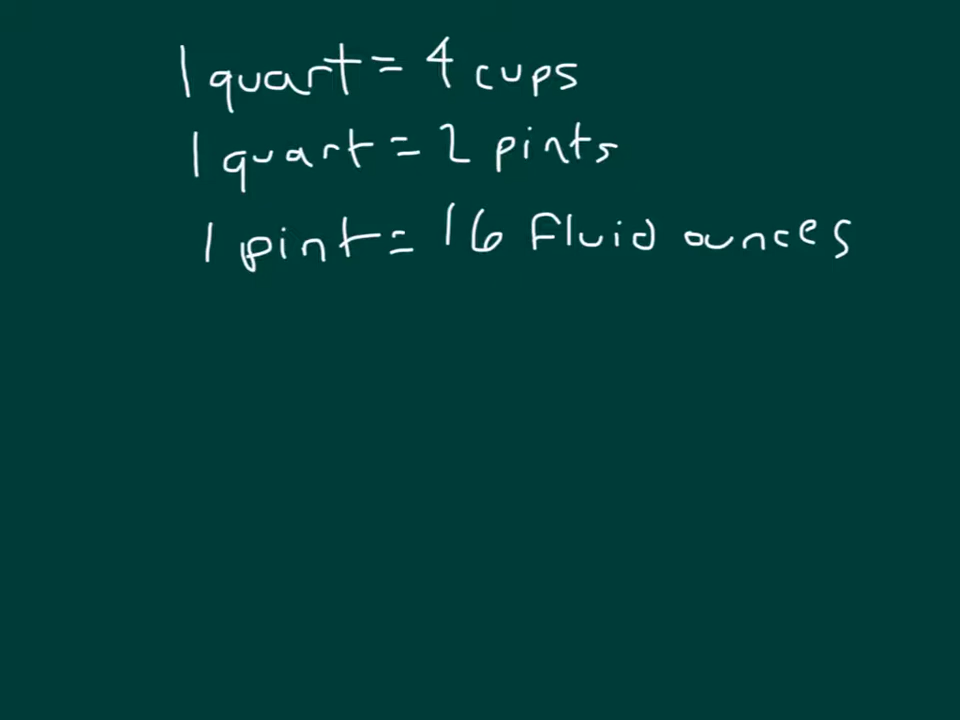 1 quart = 4 cups
1 quart = 2 pints
1 pint = 16 fluid ounces